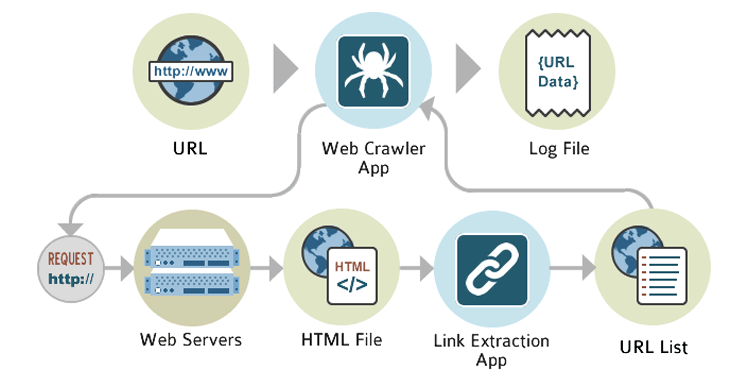 http://www
{URL
Data}
URL
Web Crawler
App
Log File
REQUEST
http://
HTML
</>
Web Servers
HTML File
Link Extraction
App
URL List